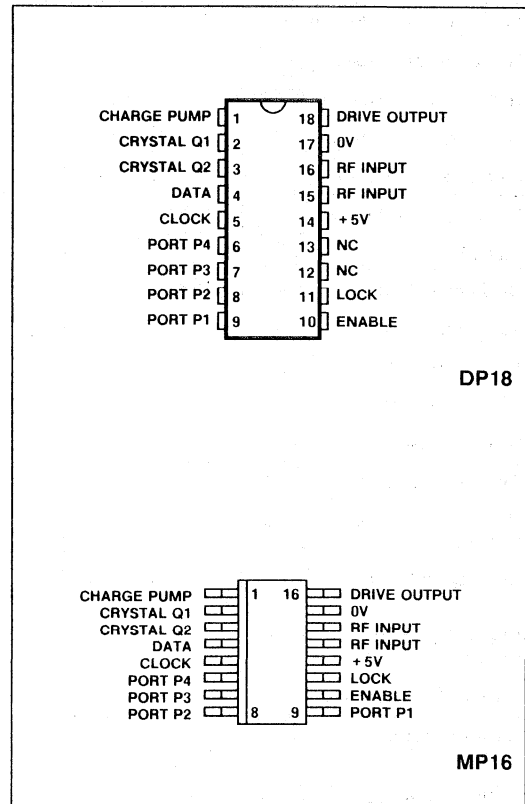 CHARGE PUMP 1 18 DRIVE OUTPUT
CRYSTAL Q1 2 17 0V
CRYSTAL Q2 3 16 RF INPUT
DATA 4 15 RF INPUT
CLOCK 5 14 +5V
PORT P4 6 13 NC
PORT P3 7 12 NC
PORT P2 8 11 LOCK
PORT P1 9 10 ENABLE
DP18
CHARGE PUMP 1 16 DRIVE OUTPUT
CRYSTAL Q1 0V
CRYSTAL Q2 RF INPUT
DATA RF INPUT
CLOCK +5V
PORT P4 LOCK
PORT P3 ENABLE
PORT P2 8 9 PORT P1
MP16